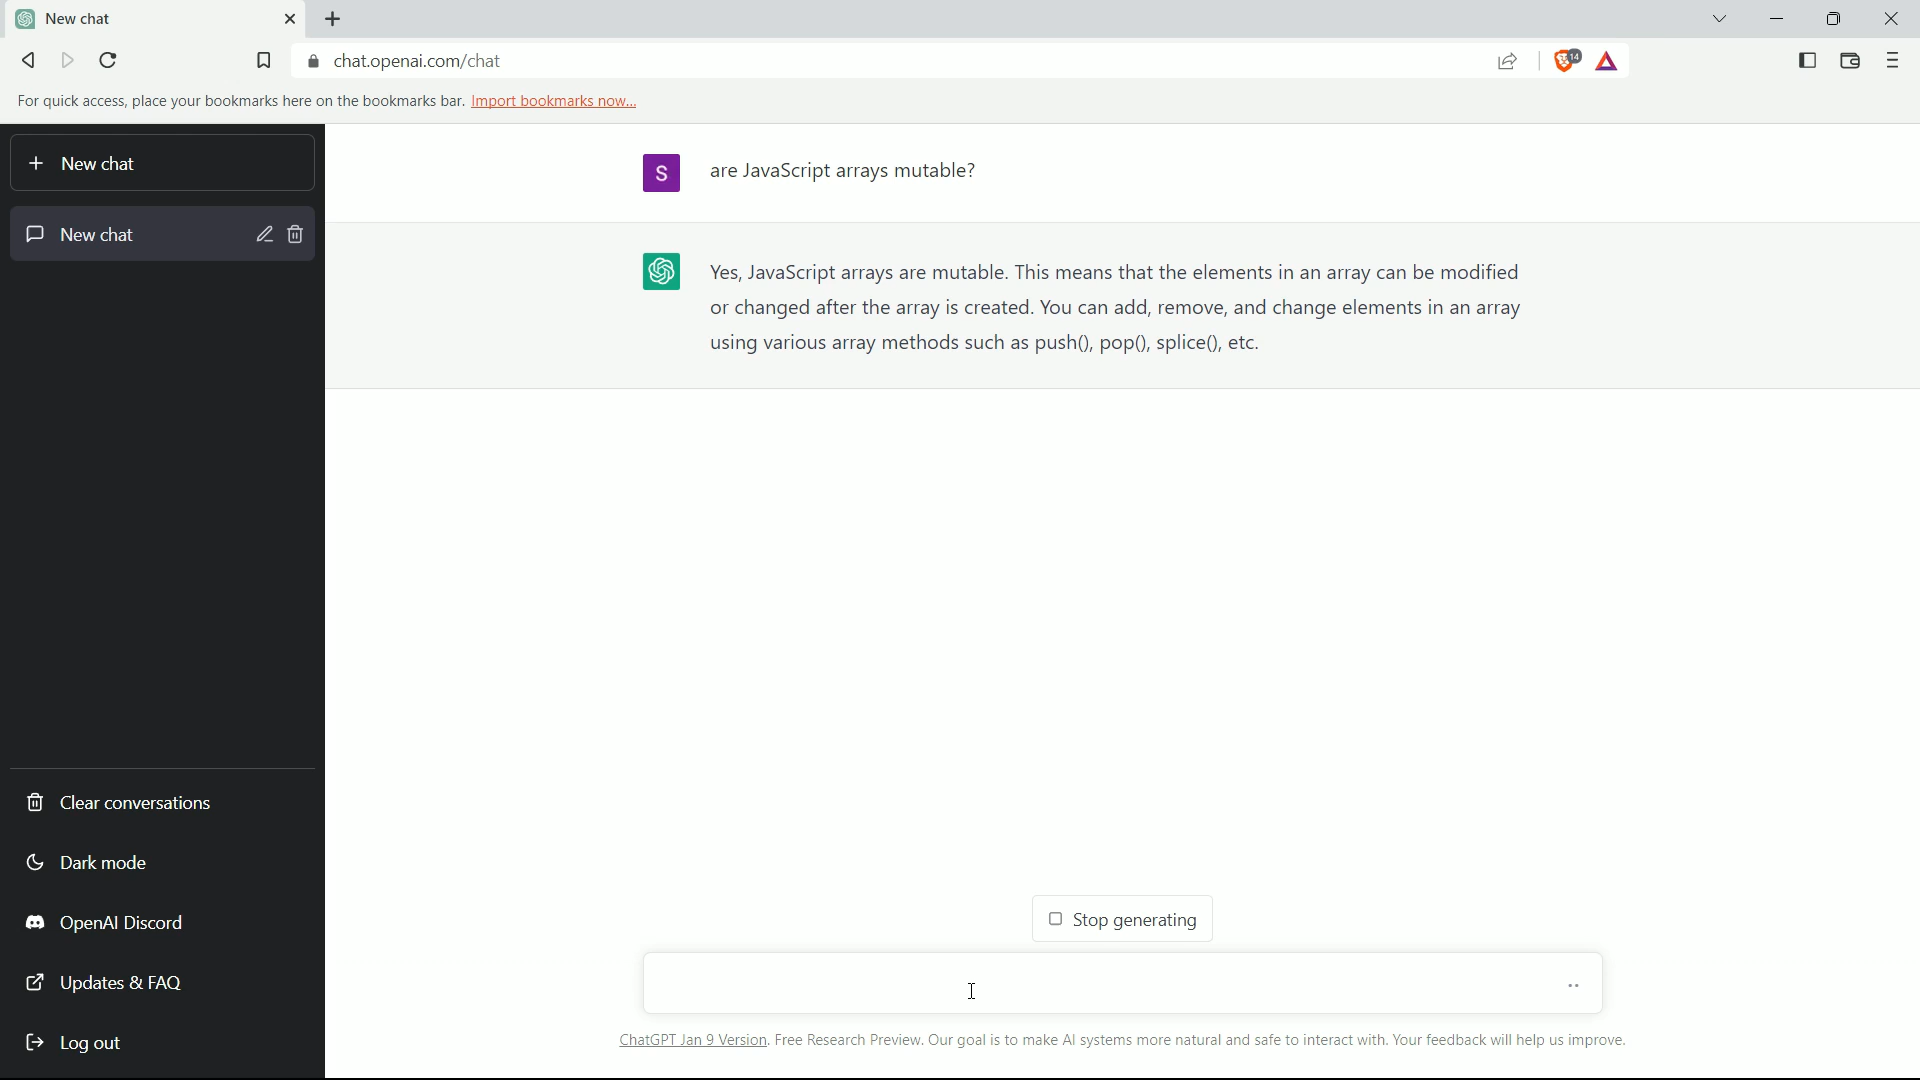 New chat
chat.openai.com/chat
14
For quick access, place your bookmarks here on the bookmarks bar. Import bookmarks now...
New chat
New chat
S
are JavaScript arrays mutable?
Yes, JavaScript arrays are mutable. This means that the elements in an array can be modified
or changed after the array is created. You can add, remove, and change elements in an array
using various array methods such as push(), pop(), splice(), etc.
Clear conversations
Dark mode
OpenAI Discord
Updates & FAQ
Log out
Stop generating
ChatGPT Jan 9 Version. Free Research Preview. Our goal is to make AI systems more natural and safe to interact with. Your feedback will help us improve.